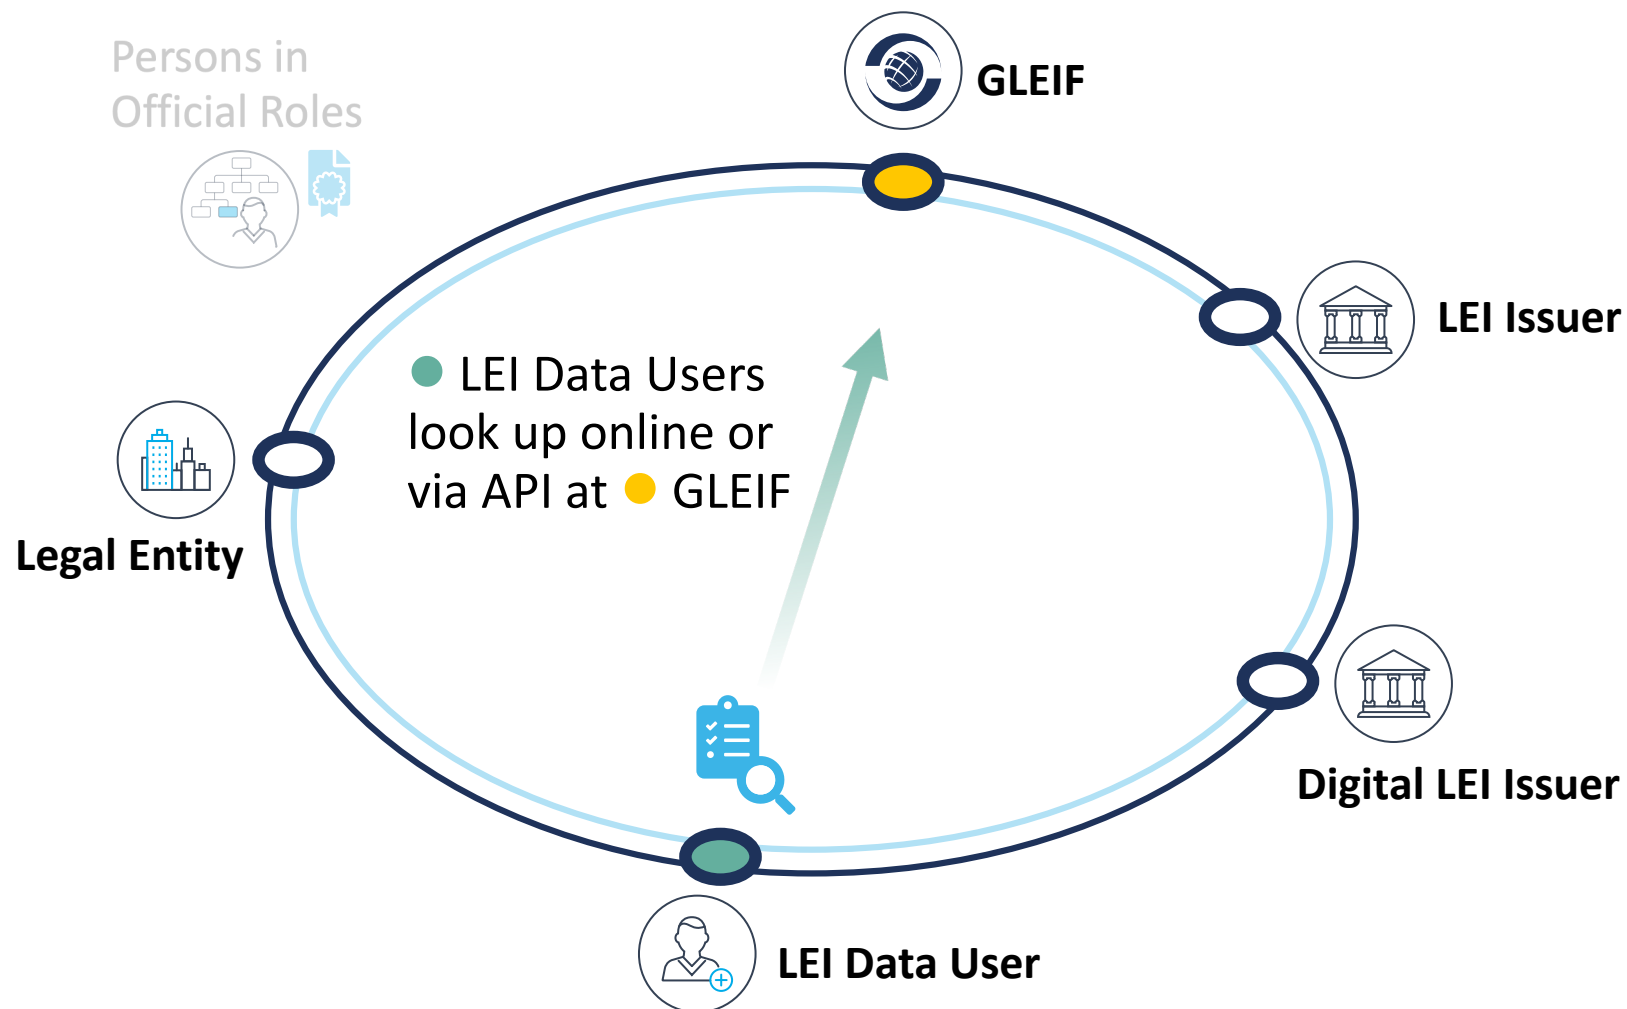 Persons in
Official Roles
GLEIF
LEI Issuer
LEI Data Users
look up online or
via API at GLEIF
Legal Entity
Digital LEI Issuer
LEI Data User